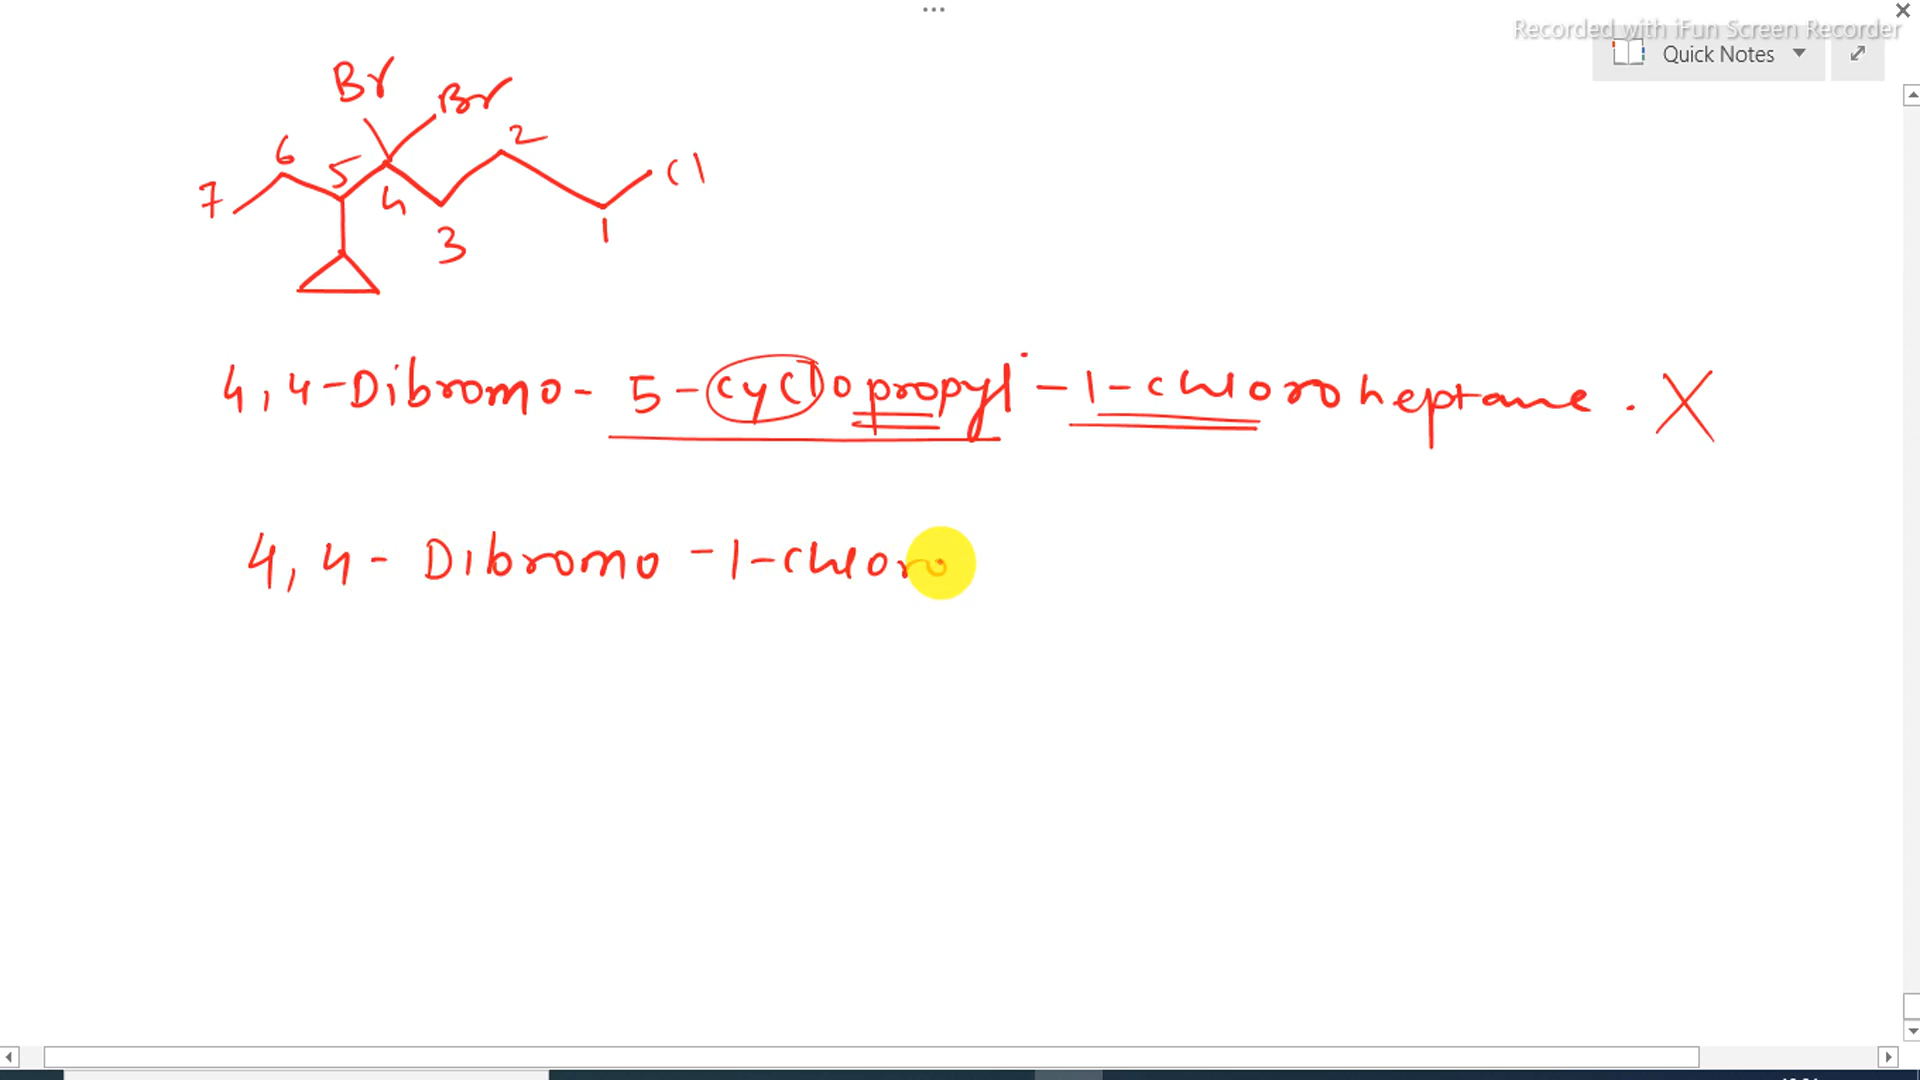 Recorded with iFun Screen Recorder
Quick Notes
Br
Br
2
6
5
Cl
7
4
1
3
4,4-Dibromo- 5-cyclopropyl-1-chloroheptane. X
4,4- Dibromo -1-chloro